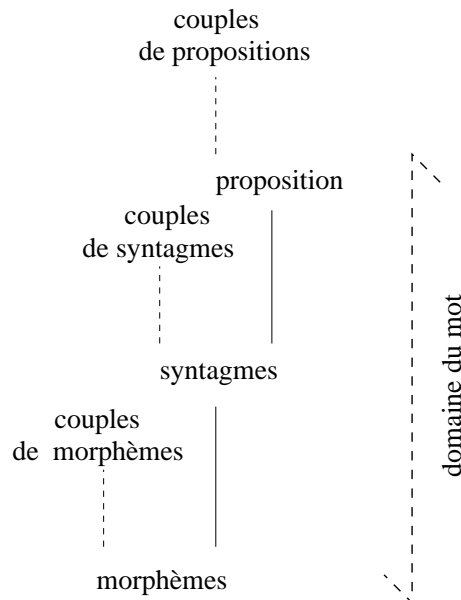 couples
de propositions
proposition
couples
de syntagmes
syntagmes
couples
de morphèmes
morphèmes
domaine du mot